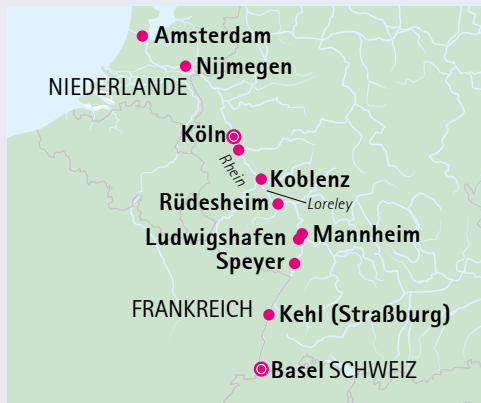 Amsterdam
Nijmegen
NIEDERLANDE
Köln
Rhein
Koblenz
Rüdesheim
Loreley
Ludwigshafen
Mannheim
Speyer
FRANKREICH
Kehl (Straßburg)
Basel SCHWEIZ